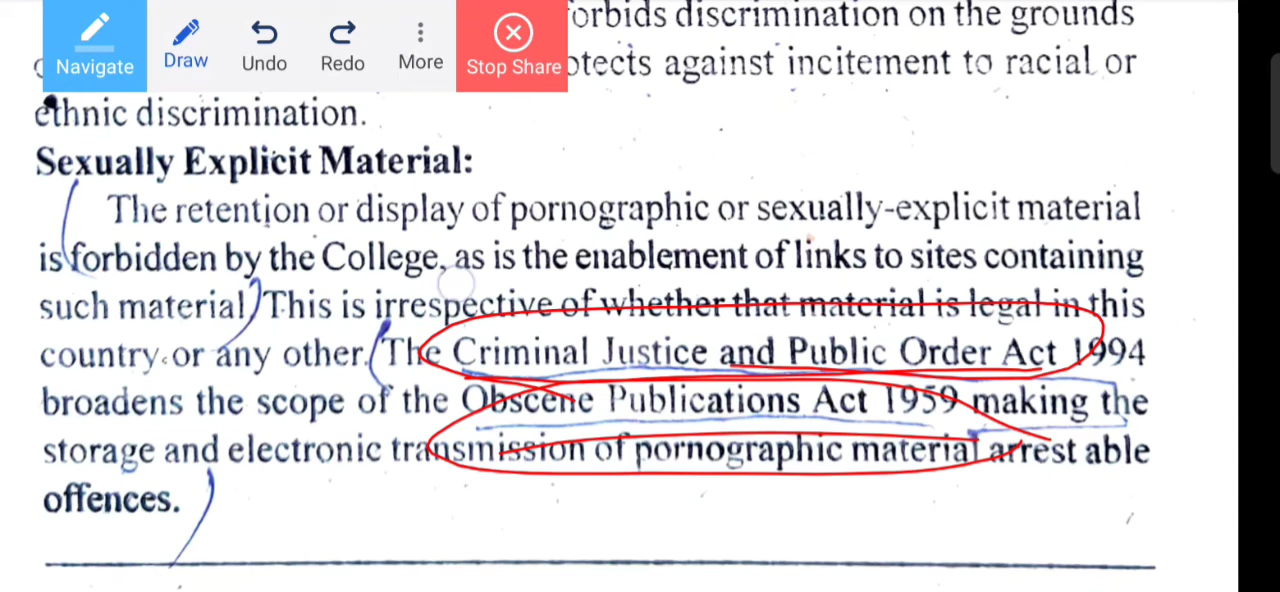 orbids discrimination on the grounds
Navigate Draw Undo Redo More Stop Share otects against incitement to racial or
ethnic discrimination.
Sexually Explicit Material:
The retention or display of pornographic or sexually-explicit material
is forbidden by the College, as is the enablement of links to sites containing
such material. This is irrespective of whether that material is legal in this
country or any other. The Criminal Justice and Public Order Act 1994
broadens the scope of the Obscene Publications Act 1959 making the
storage and electronic transmission of pornographic material arrest able
offences.